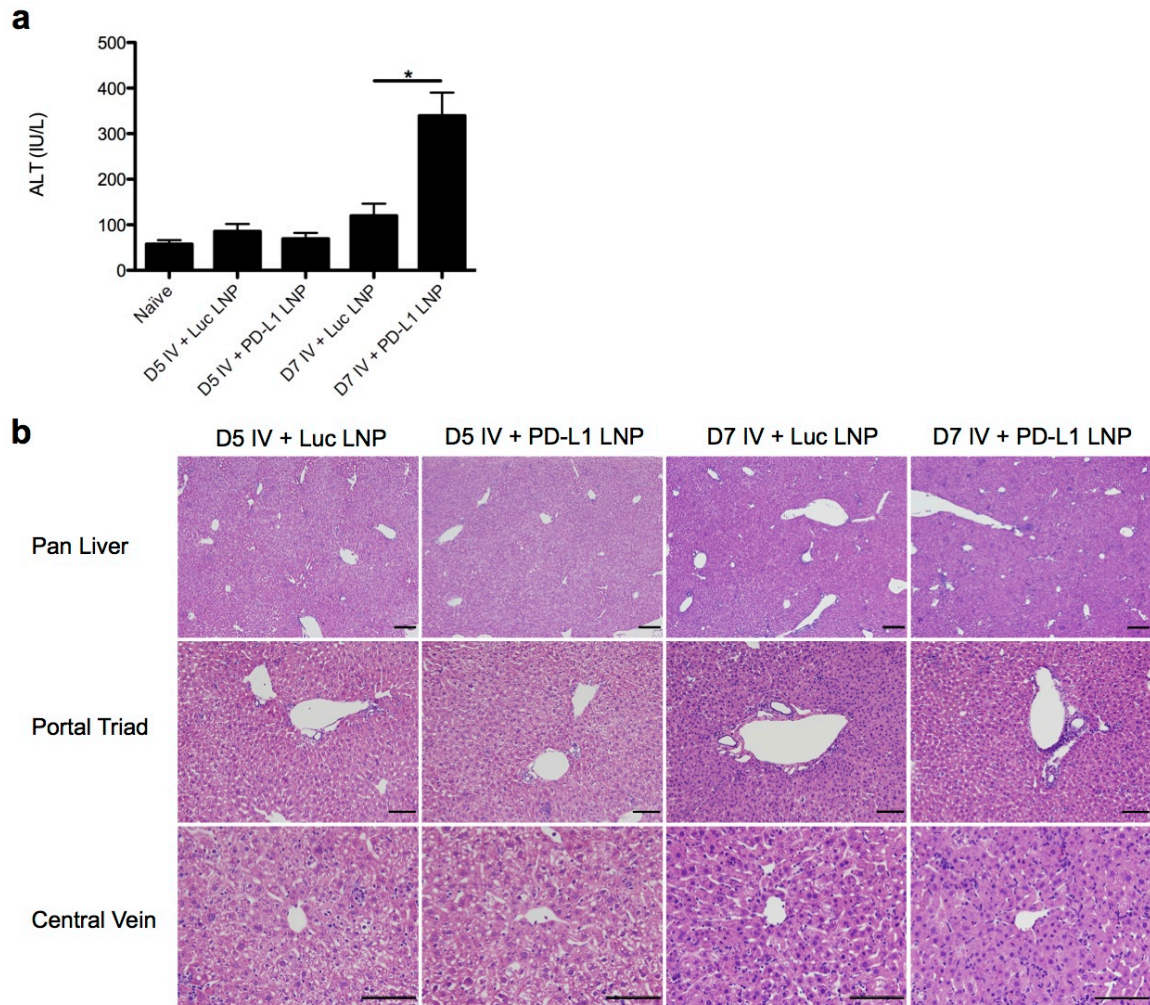 a
500
400
300
200
100
0
ALT (IU/L)
*
Naïve
D5 IV + Luc LNP
D5 IV + PD-L1 LNP
D7 IV + Luc LNP
D7 IV + PD-L1 LNP
b
D5 IV + Luc LNP D5 IV + PD-L1 LNP D7 IV + Luc LNP D7 IV + PD-L1 LNP
Pan Liver
Portal Triad
Central Vein